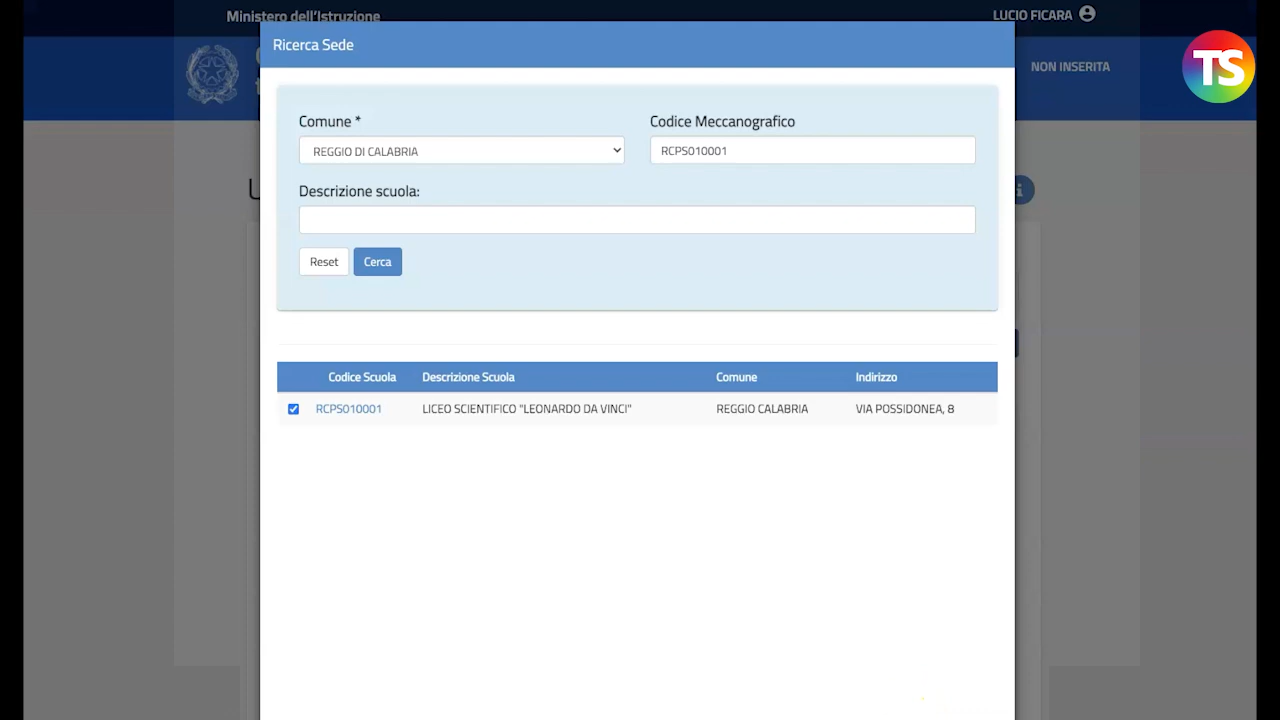 Ministero dell'Istruzione
LUCIO FICARA
Ricerca Sede
NON INSERITA
TS
Comune *
Codice Meccanografico
REGGIO DI CALABRIA
RCPS010001
Descrizione scuola:
Reset
Cerca
Codice Scuola Descrizione Scuola Comune Indirizzo
RCPS010001 LICEO SCIENTIFICO "LEONARDO DA VINCI" REGGIO CALABRIA VIA POSSIDONEA, 8